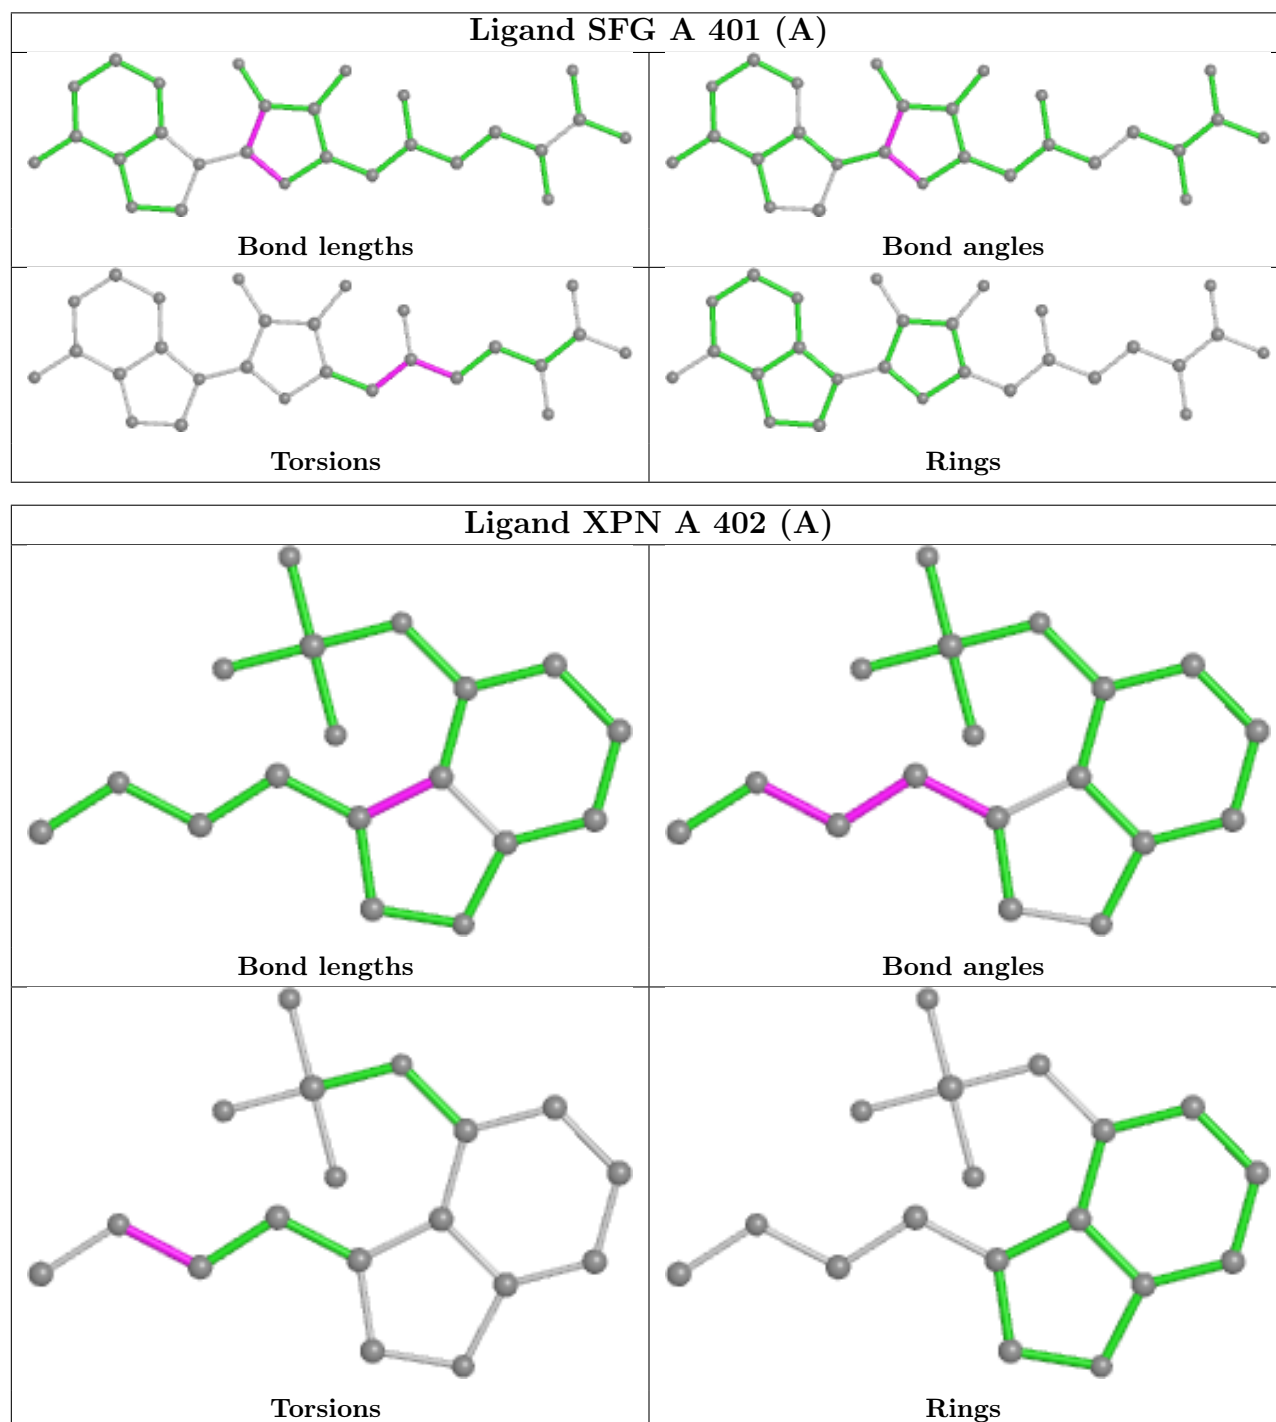 Ligand SFG A 401 (A)
Bond lengths
Bond angles
Torsions
Rings
Ligand XPN A 402 (A)
Bond lengths
Bond angles
Torsions
Rings